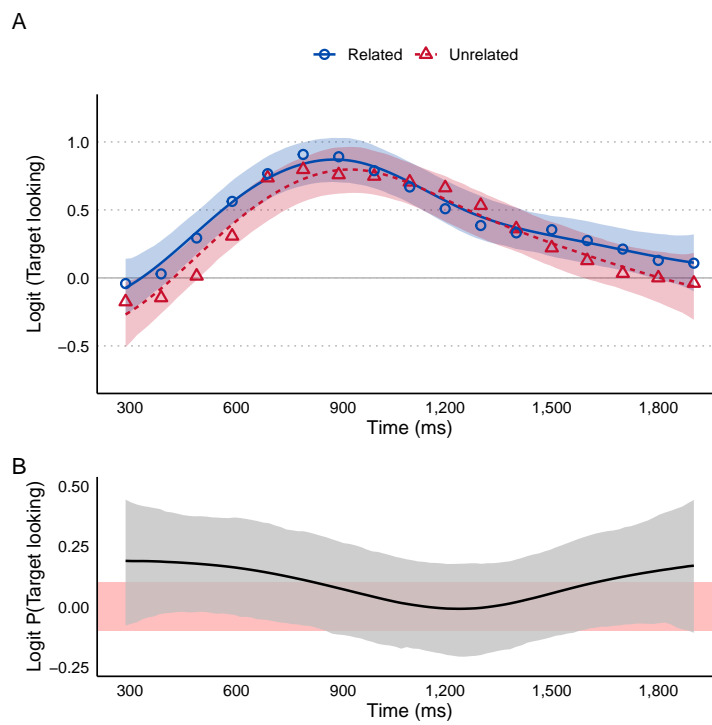 A
Related Unrelated
Logit (Target looking)
1.0
0.5
0.0
−0.5
300 600 900 1,200 1,500 1,800
Time (ms)
B
Logit P(Target looking)
0.50
0.25
0.00
−0.25
300 600 900 1,200 1,500 1,800
Time (ms)